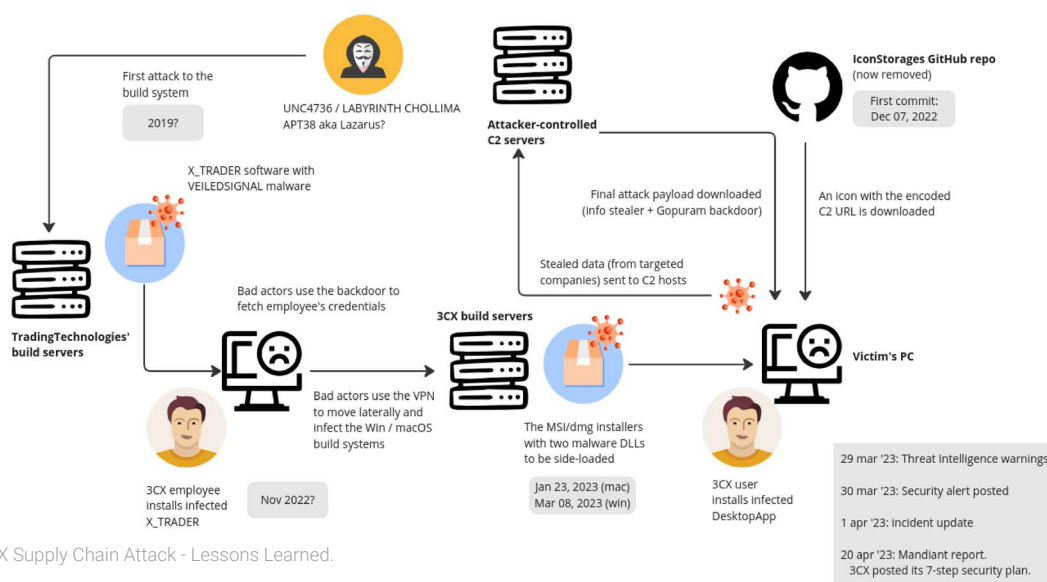 First attack to the
build system
2019?
UNC4736 / LABYRINTH CHOLLIMA
APT38 aka Lazarus?
Attacker-controlled
C2 servers
IconStorages GitHub repo
(now removed)
First commit:
Dec 07, 2022
X_TRADER software with
VEILEDSIGNAL malware
Final attack payload downloaded
(info stealer + Gopuram backdoor)
An icon with the encoded
C2 URL is downloaded
Stealed data (from targeted
companies) sent to C2 hosts
TradingTechnologies'
build servers
Bad actors use the backdoor to
fetch employee's credentials
3CX build servers
Victim's PC
Bad actors use the VPN
to move laterally and
infect the Win / macOS
build systems
The MSI/dmg installers
with two malware DLLs
to be side-loaded
Jan 23, 2023 (mac)
Mar 08, 2023 (win)
3CX employee
installs infected
X_TRADER
Nov 2022?
3CX user
installs infected
DesktopApp
29 mar '23: Threat Intelligence warnings
30 mar '23: Security alert posted
1 apr '23: incident update
20 apr '23: Mandiant report.
3CX posted its 7-step security plan.
X Supply Chain Attack - Lessons Learned.